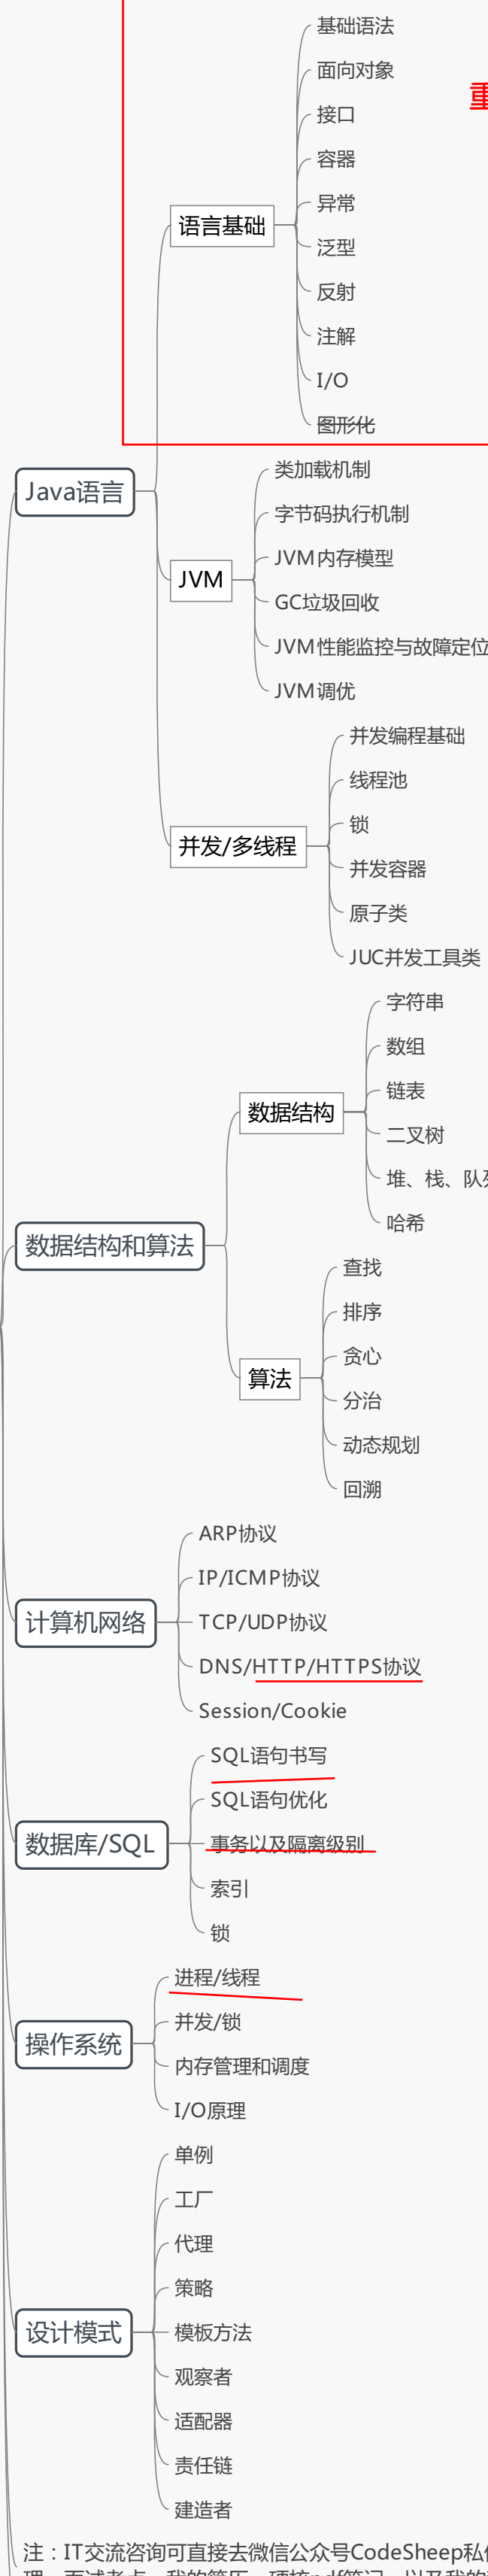 基础语法
面向对象
接口
容器
异常
泛型
反射
注解
I/O
图形化
语言基础
重
Java语言
类加载机制
字节码执行机制
JVM内存模型
GC垃圾回收
JVM性能监控与故障定位
JVM调优
JVM
并发编程基础
线程池
锁
并发容器
原子类
JUC并发工具类
并发/多线程
数据结构和算法
数据结构
字符串
数组
链表
二叉树
堆、栈、队列
哈希
算法
查找
排序
贪心
分治
动态规划
回溯
计算机网络
ARP协议
IP/ICMP协议
TCP/UDP协议
DNS/HTTP/HTTPS协议
Session/Cookie
数据库/SQL
SQL语句书写
SQL语句优化
事务以及隔离级别
索引
锁
操作系统
进程/线程
并发/锁
内存管理和调度
I/O原理
设计模式
单例
工厂
代理
策略
模板方法
观察者
适配器
责任链
建造者
注：IT交流咨询可直接去微信公众号CodeSheep私信